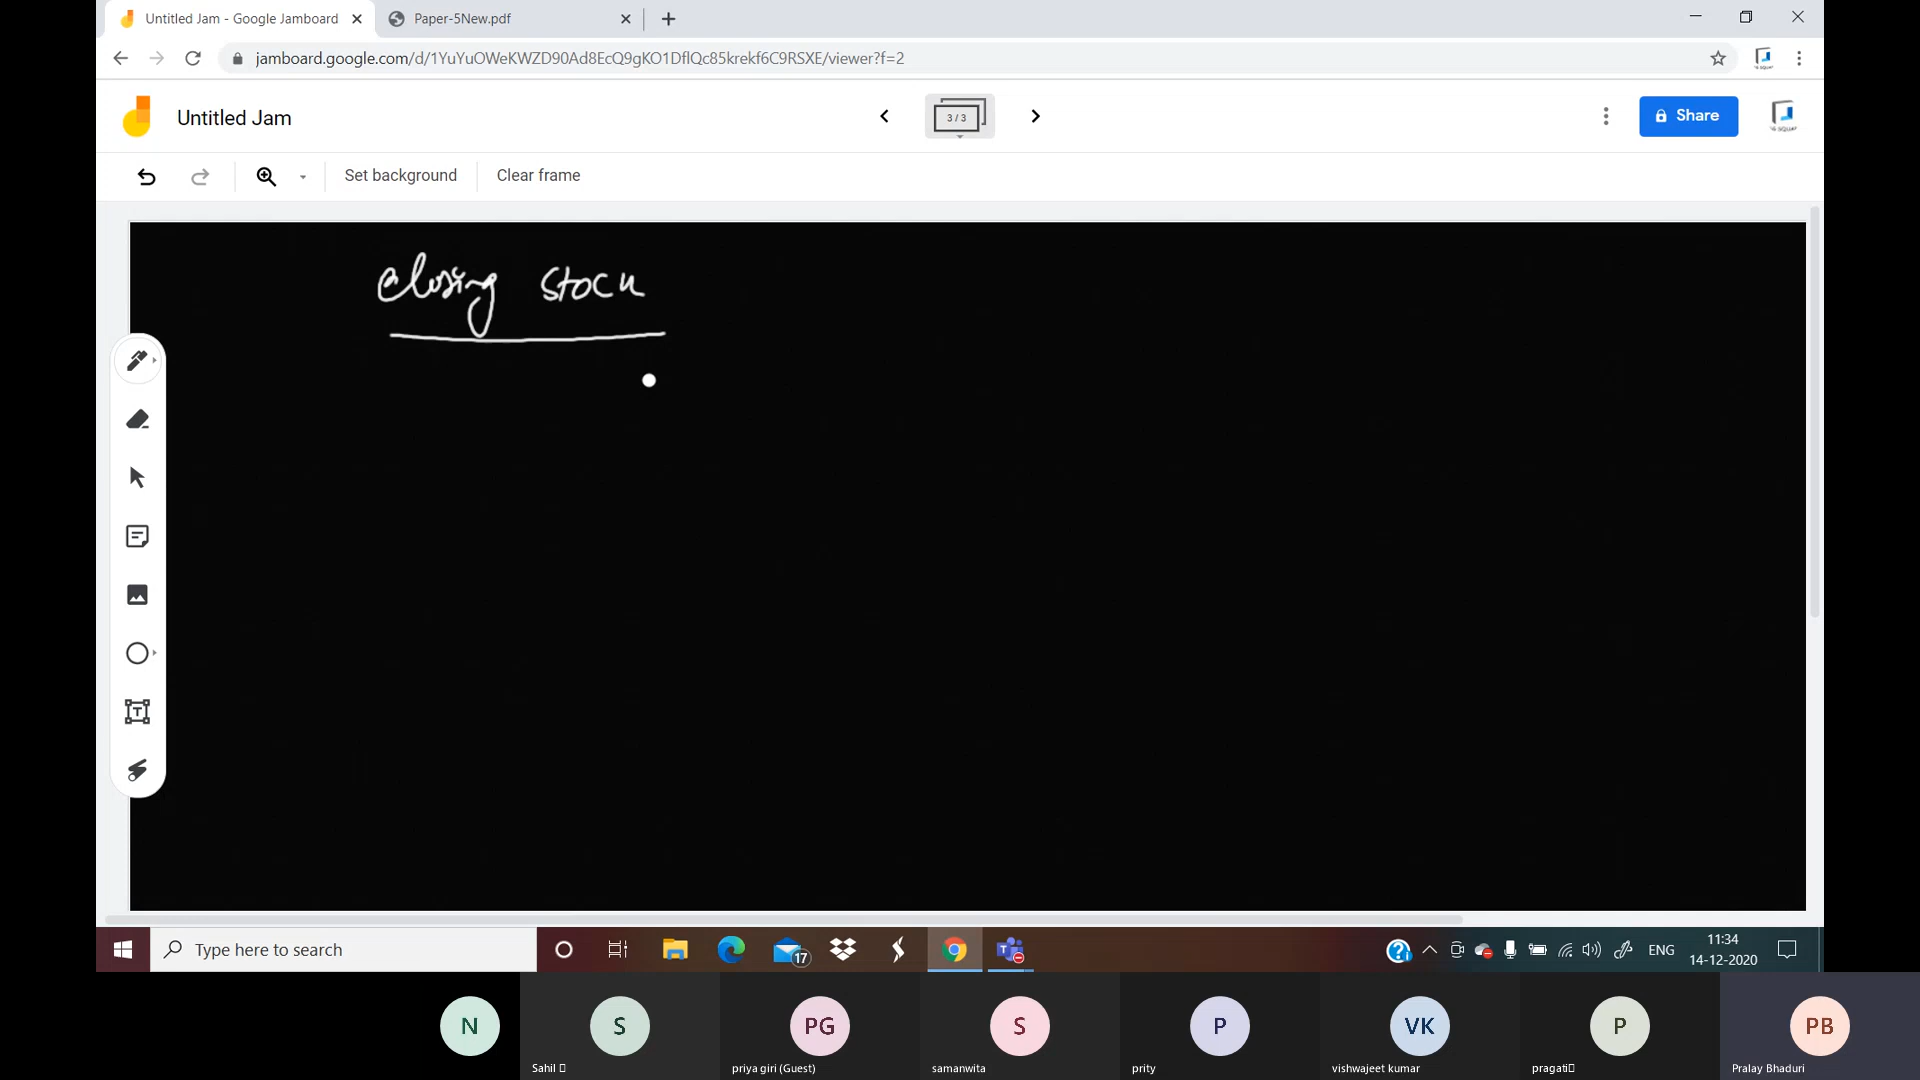 Untitled Jam - Google Jamboard
Paper-5New.pdf
jamboard.google.com/d/1YuYuOWeKWZD90Ad8EcQ9gKO1DflQc85krekf6C9RSXE/viewer?f=2
Untitled Jam
3 / 3
Share
Set background
Clear frame
closing stock
Type here to search
17
ENG
11:34
14-12-2020
N
S
PG
S
P
VK
P
PB
Sahil
priya giri (Guest)
samanwita
prity
vishwajeet kumar
pragati
Pralay Bhaduri